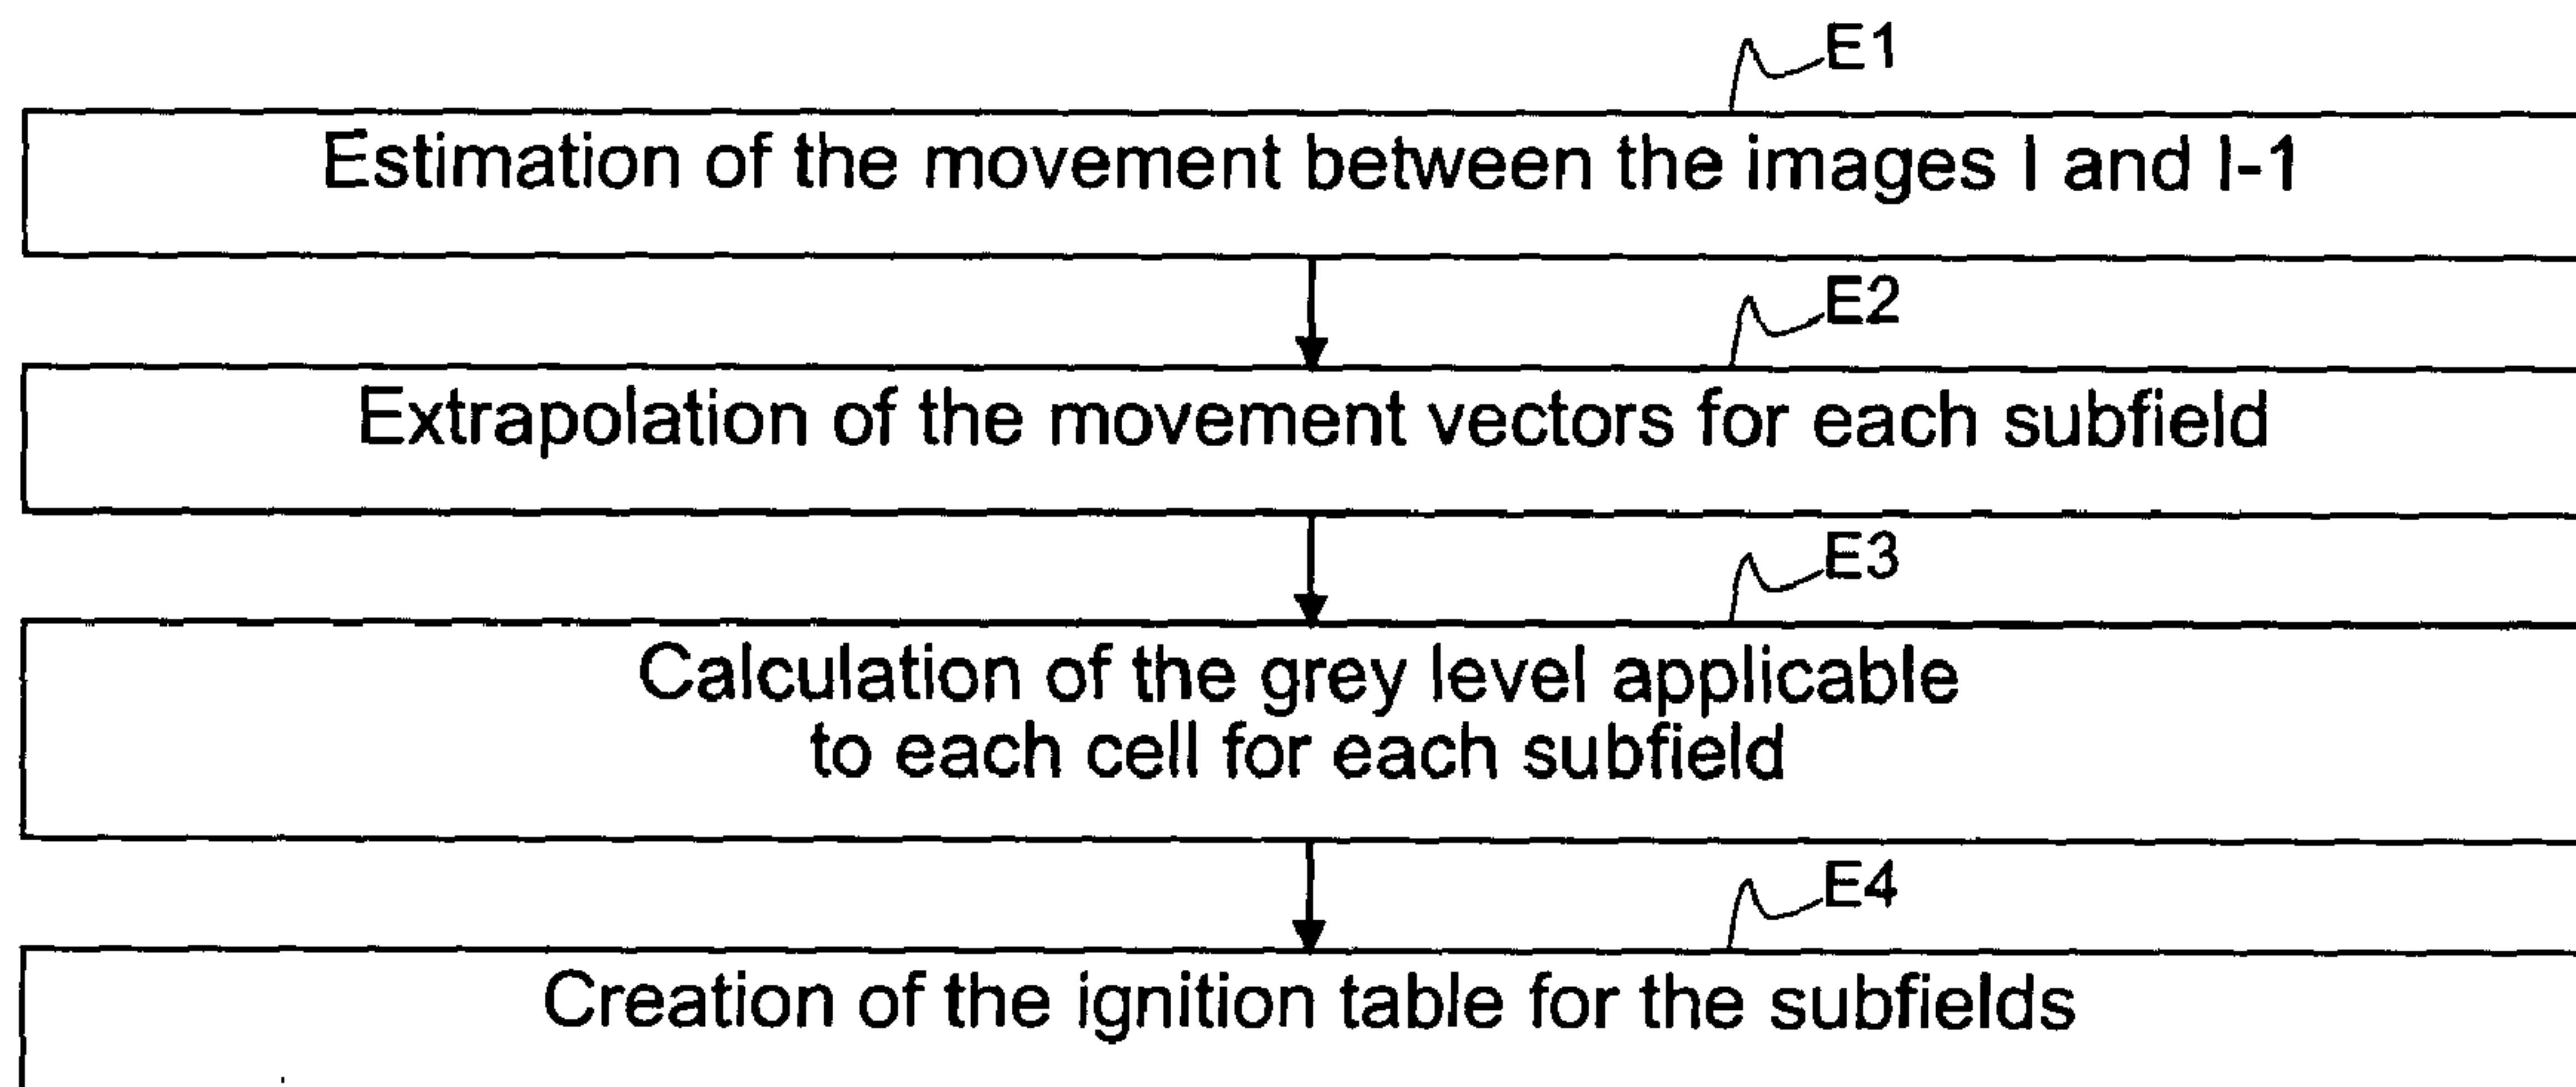 E1
Estimation of the movement between the images I and I-1
E2
Extrapolation of the movement vectors for each subfield
E3
Calculation of the grey level applicable
to each cell for each subfield
E4
Creation of the ignition table for the subfields